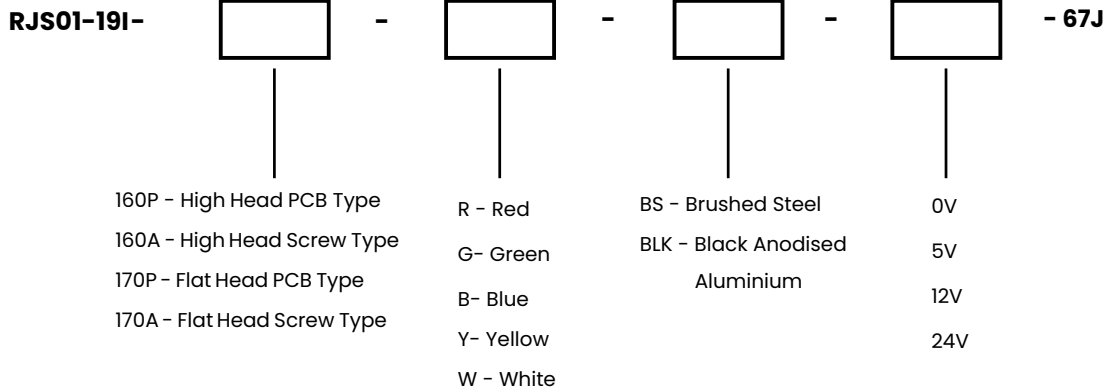 RJS01-19I- - - - - 67J
160P - High Head PCB Type
160A - High Head Screw Type
170P - Flat Head PCB Type
170A - Flat Head Screw Type
R - Red
G- Green
B- Blue
Y- Yellow
W - White
BS - Brushed Steel
BLK - Black Anodised
Aluminium
0V
5V
12V
24V